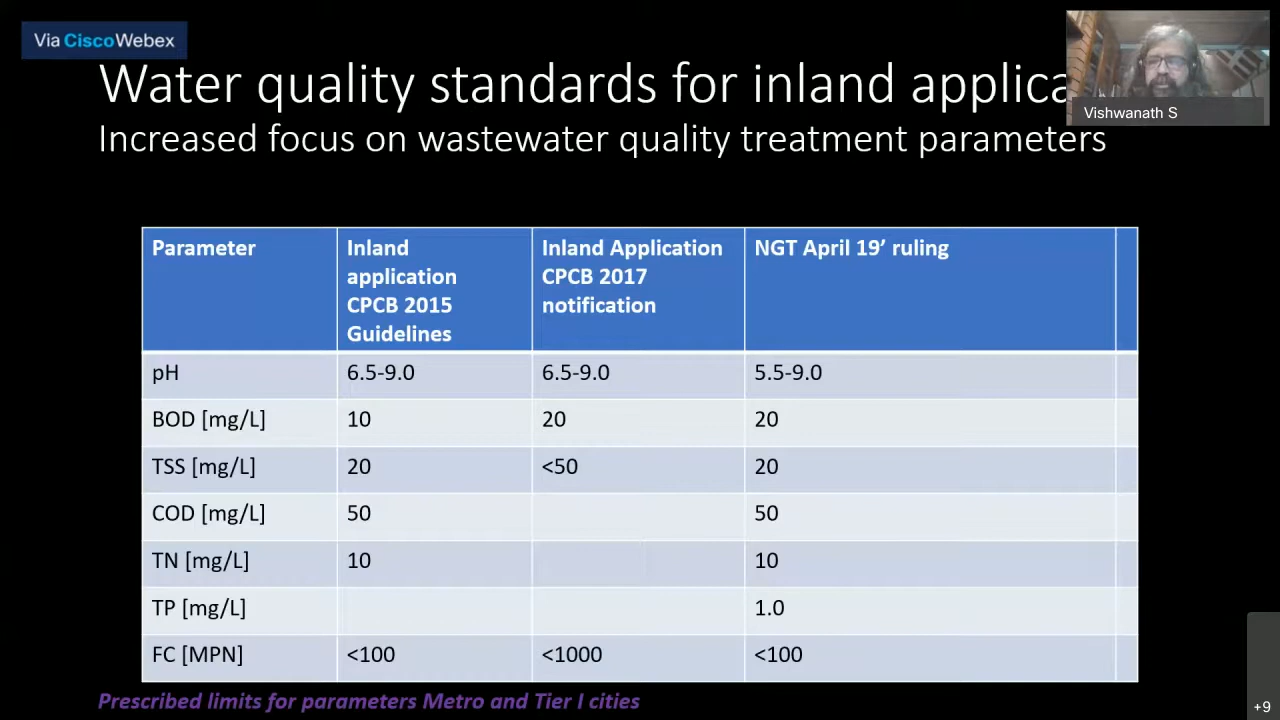 Via CiscoWebex
Water quality standards for inland applica
Vishwanath S
Increased focus on wastewater quality treatment parameters
Parameter
Inland
application
CPCB 2015
Guidelines
Inland Application
CPCB 2017
notification
NGT April 19’ ruling
pH 6.5-9.0 6.5-9.0 5.5-9.0
BOD [mg/L] 10 20 20
TSS [mg/L] 20 <50 20
COD [mg/L] 50 50
TN [mg/L] 10 10
TP [mg/L] 1.0
FC [MPN] <100 <1000 <100
Prescribed limits for parameters Metro and Tier I cities
+9